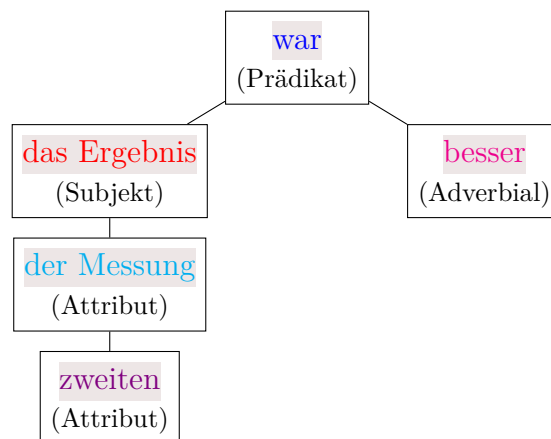 war
(Prädikat)
das Ergebnis
(Subjekt)
besser
(Adverbial)
der Messung
(Attribut)
zweiten
(Attribut)